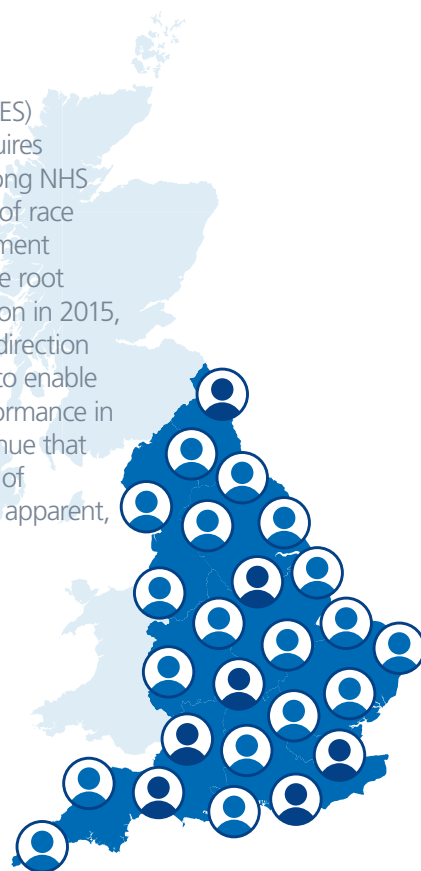 ES)
uires
ong NHS
of race
ment
e root
on in 2015,
direction
to enable
ormance in
nue that
of
apparent,